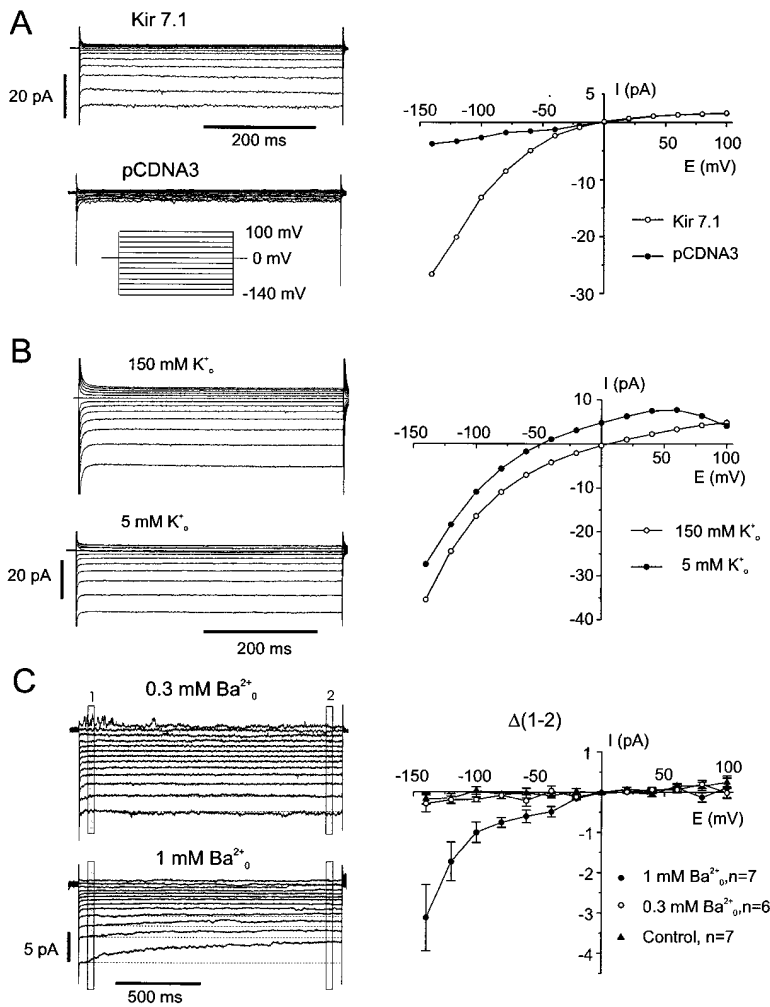 A
Kir 7.1
20 pA
200 ms
pCDNA3
100 mV
0 mV
-140 mV
I (pA)
5
-150
-100
-50
50
100
E (mV)
-10
-20
-30
Kir 7.1
pCDNA3
B
150 mM K⁺ₒ
5 mM K⁺ₒ
20 pA
200 ms
I (pA)
10
-150
-100
-50
50
100
E (mV)
-10
-20
-30
-40
150 mM K⁺ₒ
5 mM K⁺ₒ
C
1
0.3 mM Ba²⁺₀
2
1 mM Ba²⁺₀
5 pA
500 ms
Δ(1-2)
I (pA)
1
-150
-100
-50
50
100
E (mV)
-1
-2
-3
-4
1 mM Ba²⁺₀,n=7
0.3 mM Ba²⁺₀,n=6
Control, n=7